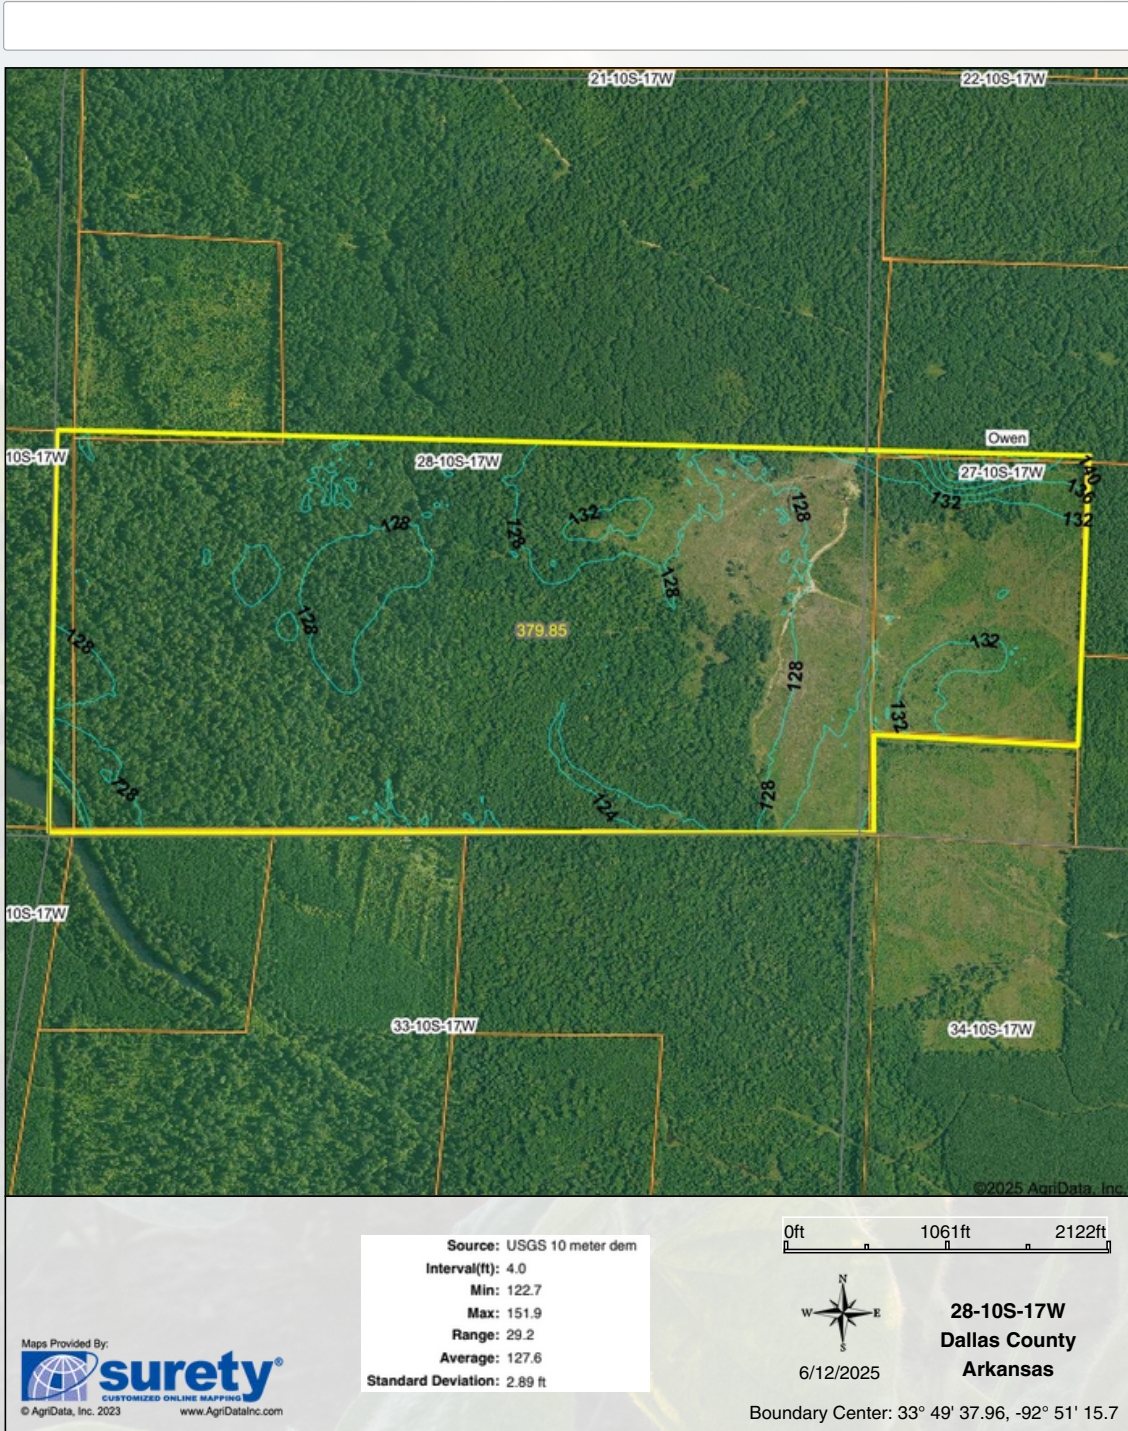 21-10S-17W
22-10S-17W
Owen
10S-17W
28-10S-17W
27-10S-17W
140
136
132
132
128
132
128
128
128
128
379.85
128
132
128
132
128
128
124
10S-17W
33-10S-17W
34-10S-17W
©2025 AgriData, Inc.
Source: USGS 10 meter dem
Interval(ft): 4.0
Min: 122.7
Max: 151.9
Range: 29.2
Average: 127.6
Standard Deviation: 2.89 ft
0ft 1061ft 2122ft
N
W E
S
6/12/2025
28-10S-17W
Dallas County
Arkansas
Boundary Center: 33° 49' 37.96, -92° 51' 15.7
Maps Provided By:
surety®
CUSTOMIZED ONLINE MAPPING
© AgriData, Inc. 2023 www.AgriDataInc.com